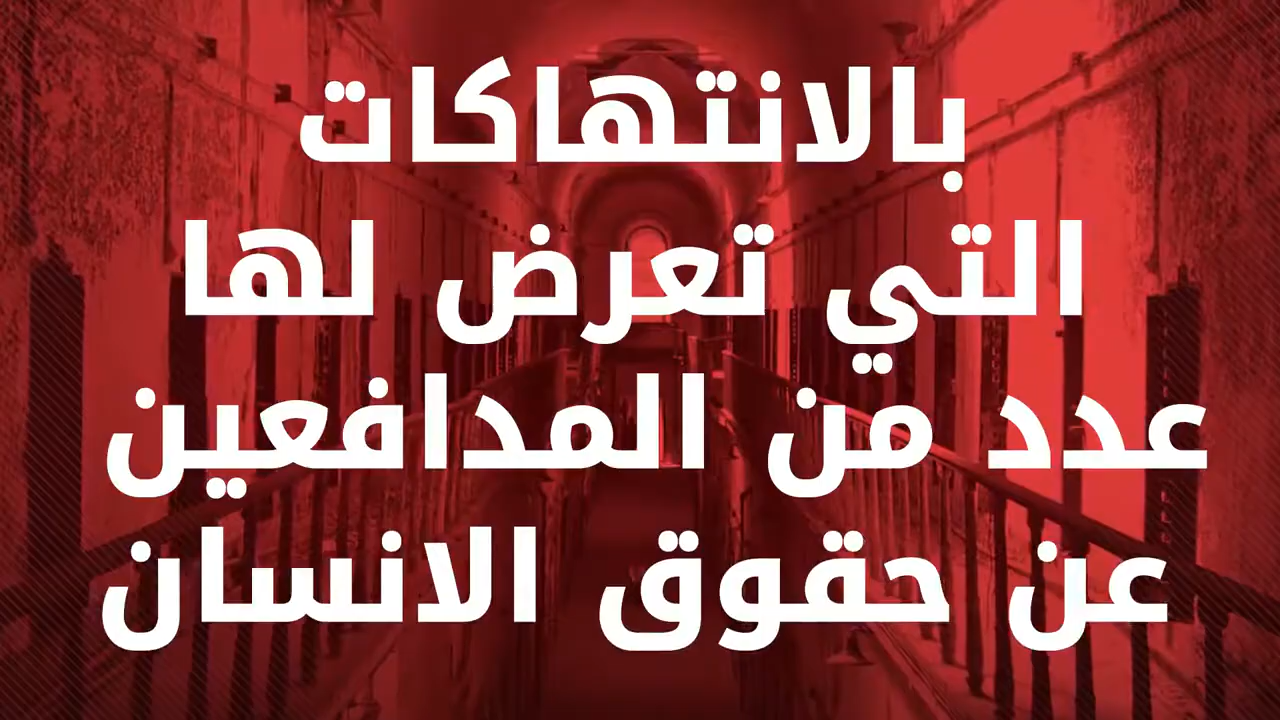 بالانتهاكات
التي تعرض لها
عدد من المدافعين
عن حقوق الانسان